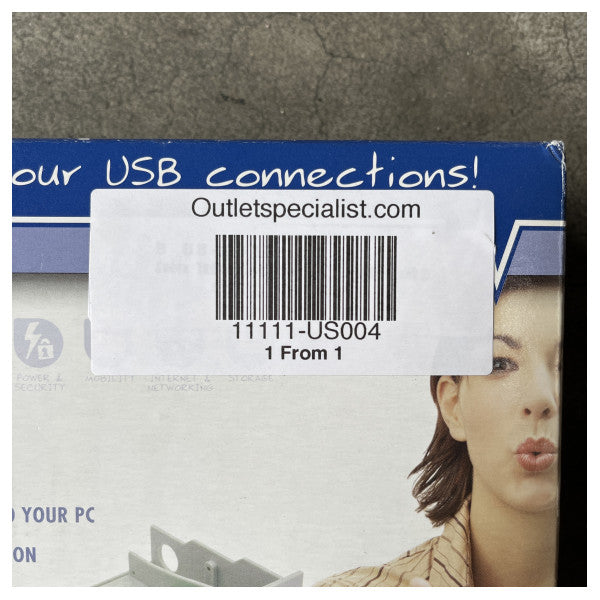 our USB connections!
Outletspecialist.com
11111-US004
1 From 1
POWER &
SECURITY
MOBILITY
INTERNET &
NETWORKING
STORAGE
YOUR PC
ON